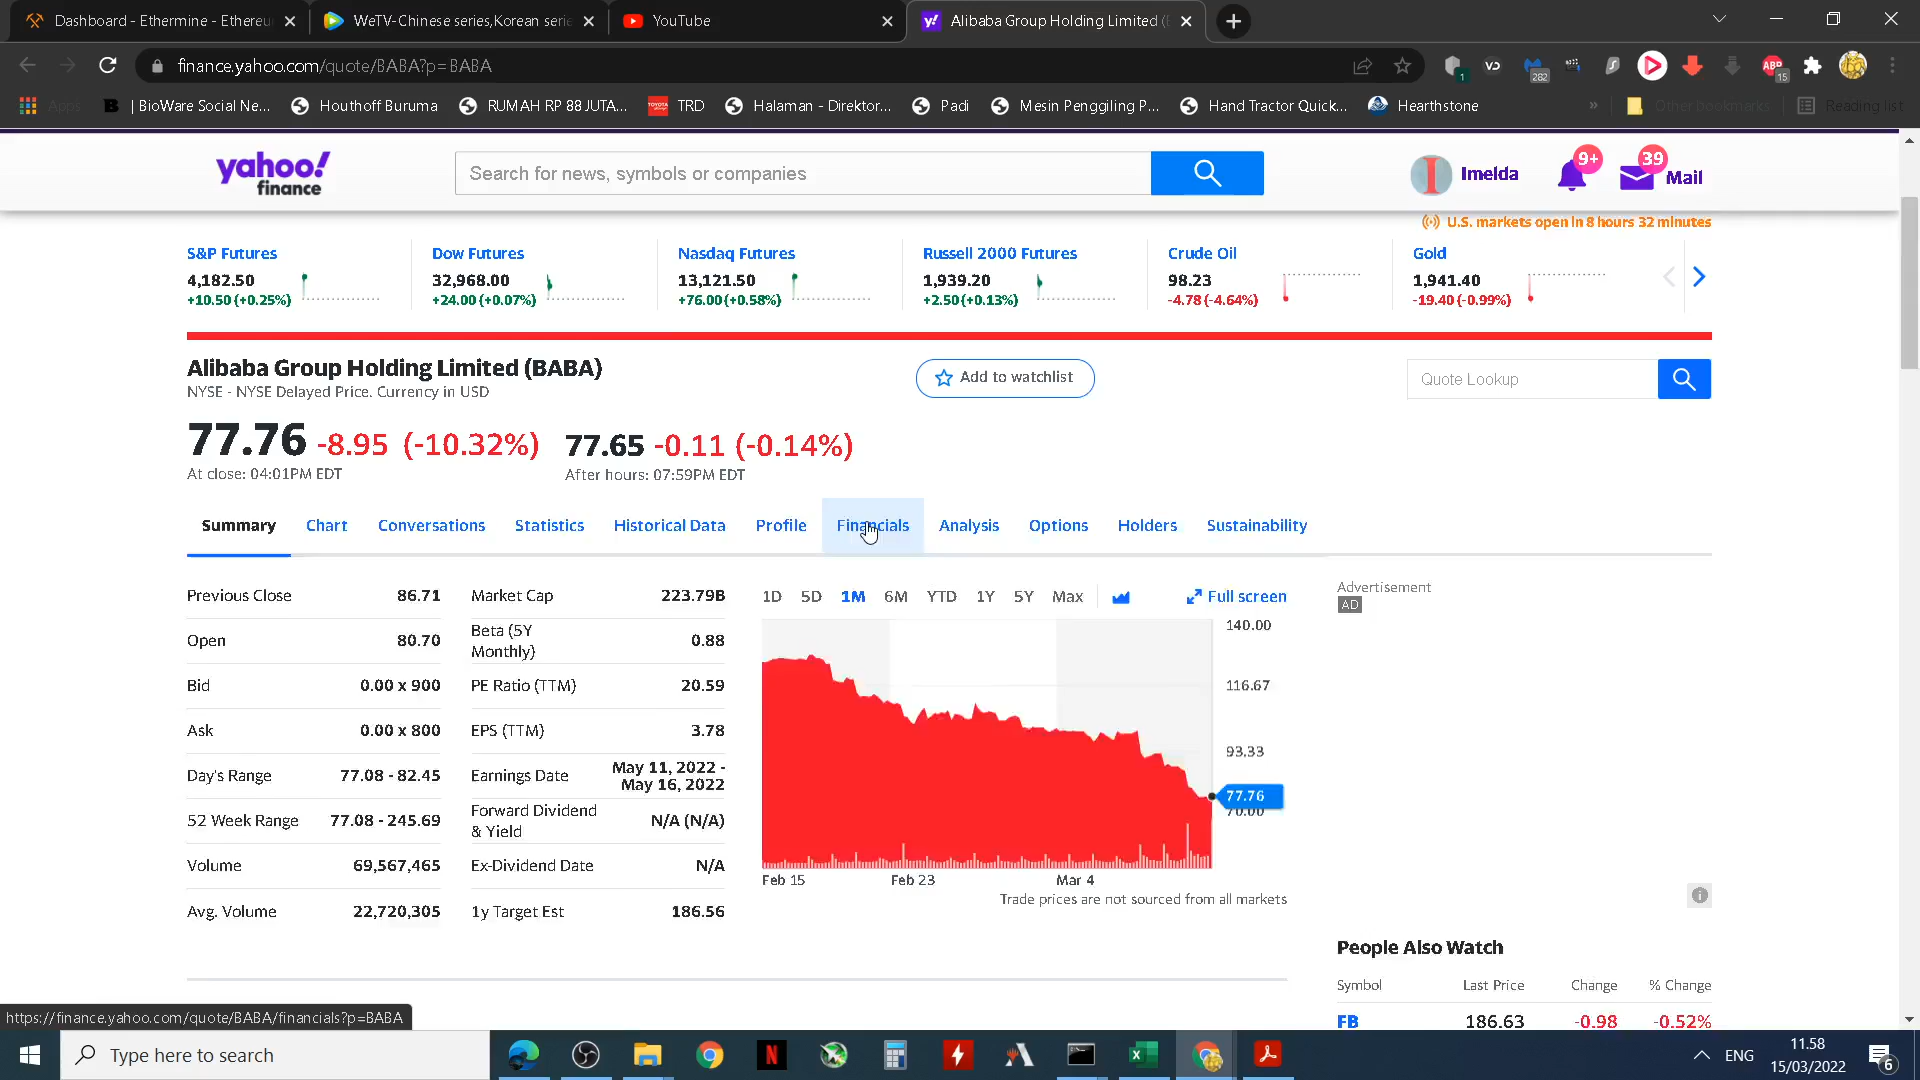 Dashboard - Ethermine - Ethereu
WeTV-Chinese series,Korean serie
YouTube
Alibaba Group Holding Limited (B
finance.yahoo.com/quote/BABA?p=BABA
1
282
ABP
15
Apps
B | BioWare Social Ne...
Houthoff Buruma
RUMAH RP 88 JUTA...
TOYOTA TRD
Halaman - Direktor...
Padi
Mesin Penggiling P...
Hand Tractor Quick...
Hearthstone
»
Other bookmarks
Reading list
yahoo!
finance
Search for news, symbols or companies
I
Imelda
9+
39
Mail
U.S. markets open in 8 hours 32 minutes
S&P Futures
4,182.50
+10.50 (+0.25%)
Dow Futures
32,968.00
+24.00 (+0.07%)
Nasdaq Futures
13,121.50
+76.00 (+0.58%)
Russell 2000 Futures
1,939.20
+2.50 (+0.13%)
Crude Oil
98.23
-4.78 (-4.64%)
Gold
1,941.40
-19.40 (-0.99%)
Alibaba Group Holding Limited (BABA)
NYSE - NYSE Delayed Price. Currency in USD
Add to watchlist
Quote Lookup
77.76 -8.95 (-10.32%)
At close: 04:01PM EDT
77.65 -0.11 (-0.14%)
After hours: 07:59PM EDT
Summary
Chart
Conversations
Statistics
Historical Data
Profile
Financials
Analysis
Options
Holders
Sustainability
Previous Close 86.71
Open 80.70
Bid 0.00 x 900
Ask 0.00 x 800
Day's Range 77.08 - 82.45
52 Week Range 77.08 - 245.69
Volume 69,567,465
Avg. Volume 22,720,305
Market Cap 223.79B
Beta (5Y
Monthly) 0.88
PE Ratio (TTM) 20.59
EPS (TTM) 3.78
Earnings Date May 11, 2022 -
May 16, 2022
Forward Dividend
& Yield N/A (N/A)
Ex-Dividend Date N/A
1y Target Est 186.56
1D 5D 1M 6M YTD 1Y 5Y Max
Full screen
140.00
116.67
93.33
77.76
70.00
Feb 15
Feb 23
Mar 4
Trade prices are not sourced from all markets
Advertisement
AD
People Also Watch
Symbol Last Price Change % Change
FB 186.63 -0.98 -0.52%
https://finance.yahoo.com/quote/BABA/financials?p=BABA
Type here to search
ENG
11.58
15/03/2022
6